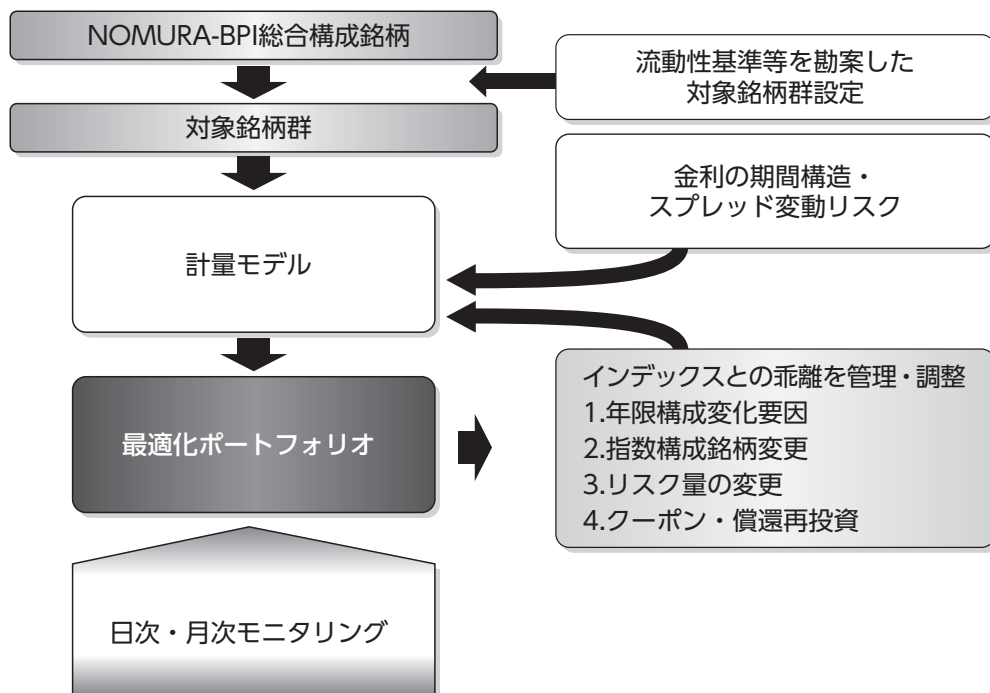 NOMURA-BPI総合構成銘柄
流動性基準等を勘案した
対象銘柄群設定
対象銘柄群
金利の期間構造・
スプレッド変動リスク
計量モデル
インデックスとの乖離を管理・調整
1.年限構成変化要因
2.指数構成銘柄変更
3.リスク量の変更
4.クーポン・償還再投資
最適化ポートフォリオ
日次・月次モニタリング